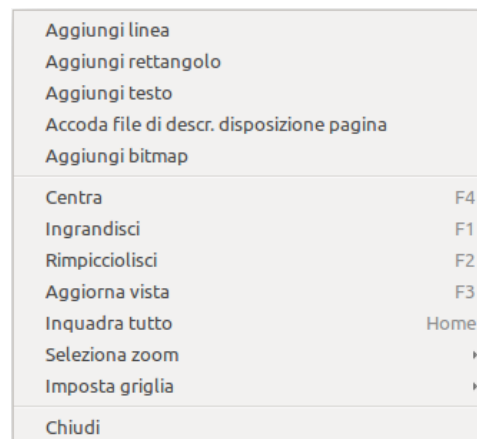 Aggiungi linea
Aggiungi rettangolo
Aggiungi testo
Accoda file di descr. disposizione pagina
Aggiungi bitmap
Centra F4
Ingrandisci F1
Rimpicciolisci F2
Aggiorna vista F3
Inquadra tutto Home
Seleziona zoom
Imposta griglia
Chiudi